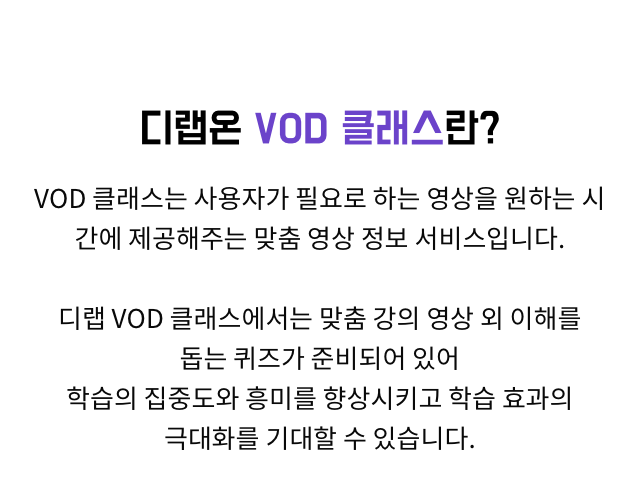 디랩온 VOD 클래스란?
VOD 클래스는 사용자가 필요로 하는 영상을 원하는 시
간에 제공해주는 맞춤 영상 정보 서비스입니다.
디랩 VOD 클래스에서는 맞춤 강의 영상 외 이해를
돕는 퀴즈가 준비되어 있어
학습의 집중도와 흥미를 향상시키고 학습 효과의
극대화를 기대할 수 있습니다.